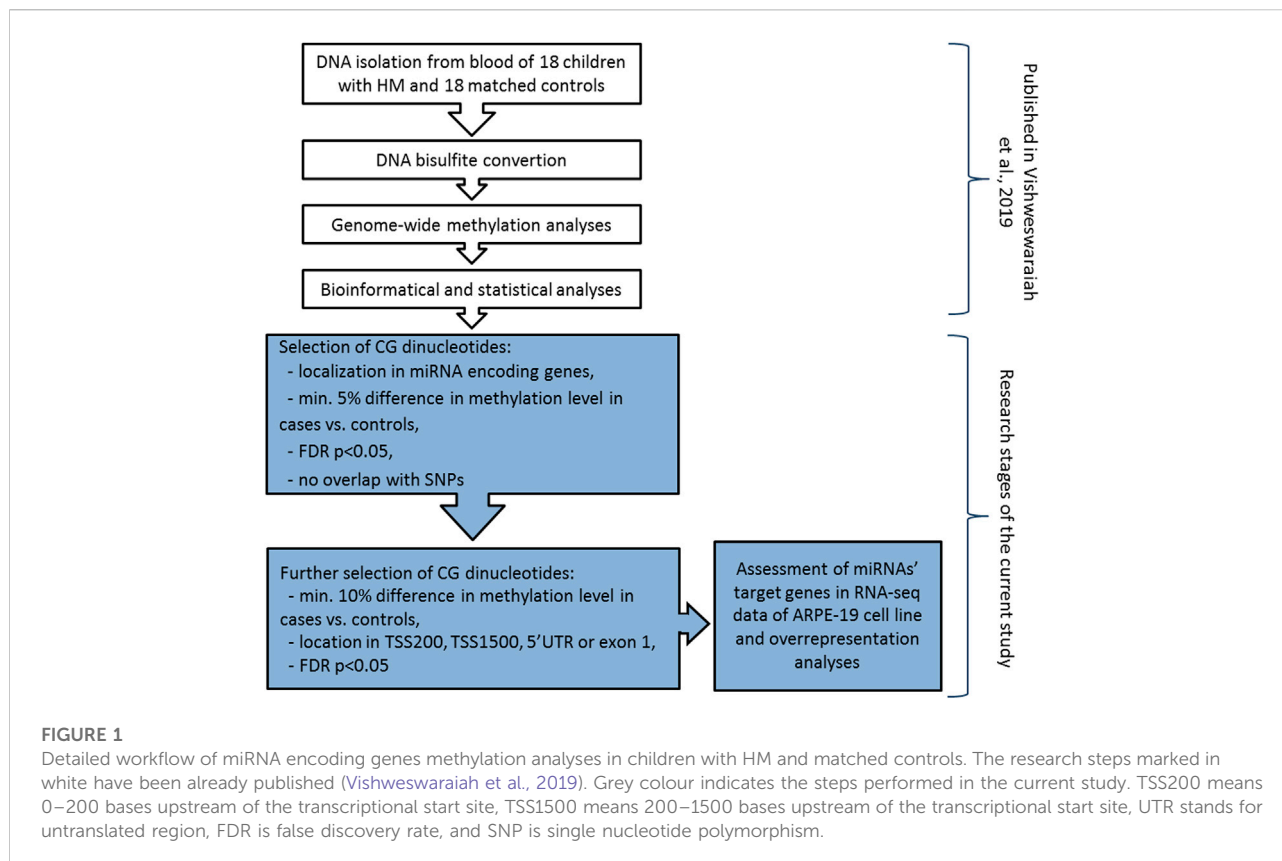 DNA isolation from blood of 18 children
with HM and 18 matched controls
DNA bisulfite convertion
Genome-wide methylation analyses
Bioinformatical and statistical analyses
Published in Vishweswaraiah
et al., 2019
Selection of CG dinucleotides:
- localization in miRNA encoding genes,
- min. 5% difference in methylation level in
cases vs. controls,
- FDR p<0.05,
- no overlap with SNPs
Further selection of CG dinucleotides:
- min. 10% difference in methylation level in
cases vs. controls,
- location in TSS200, TSS1500, 5’UTR or exon 1,
- FDR p<0.05
Assessment of miRNAs’
target genes in RNA-seq
data of ARPE-19 cell line
and overrepresentation
analyses
Research stages of the current study
FIGURE 1
Detailed workflow of miRNA encoding genes methylation analyses in children with HM and matched controls. The research steps marked in
white have been already published (Vishweswaraiah et al., 2019). Grey colour indicates the steps performed in the current study. TSS200 means
0–200 bases upstream of the transcriptional start site, TSS1500 means 200–1500 bases upstream of the transcriptional start site, UTR stands for
untranslated region, FDR is false discovery rate, and SNP is single nucleotide polymorphism.